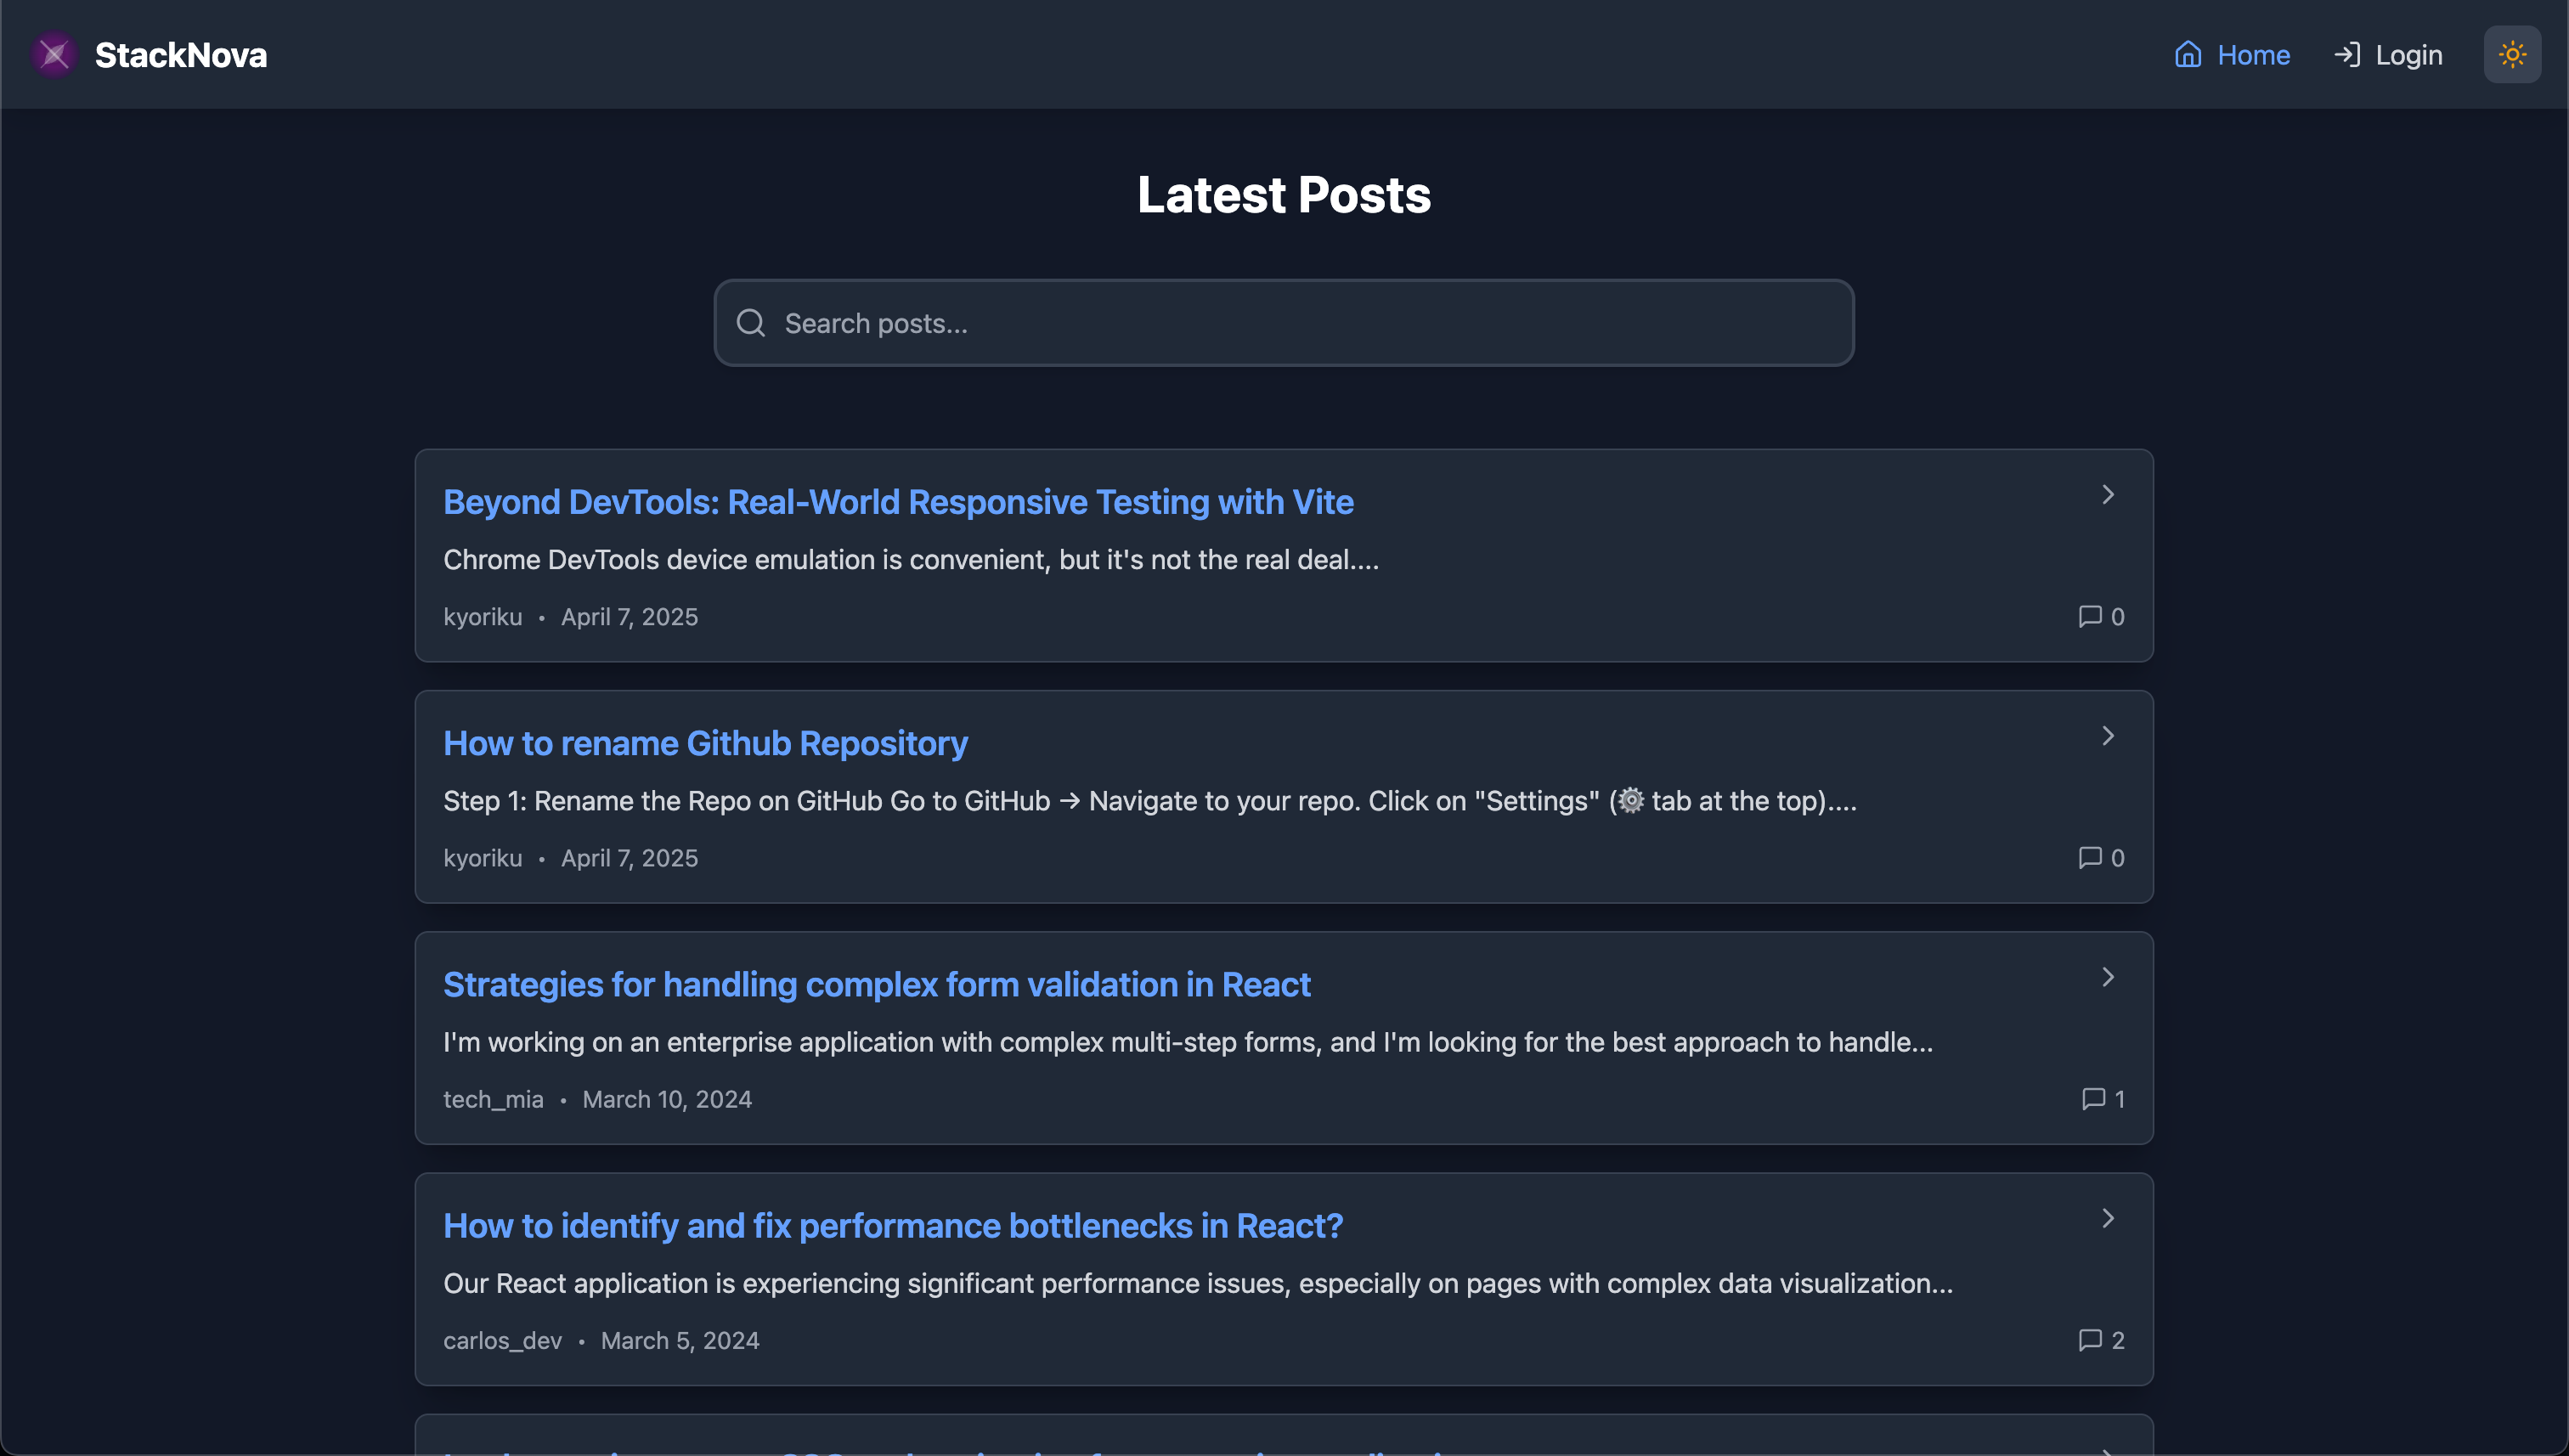 StackNova
Home
Login
Latest Posts
Search posts...
Beyond DevTools: Real-World Responsive Testing with Vite
Chrome DevTools device emulation is convenient, but it's not the real deal....
kyoriku • April 7, 2025
0
How to rename Github Repository
Step 1: Rename the Repo on GitHub Go to GitHub → Navigate to your repo. Click on "Settings" (⚙️ tab at the top)....
kyoriku • April 7, 2025
0
Strategies for handling complex form validation in React
I'm working on an enterprise application with complex multi-step forms, and I'm looking for the best approach to handle...
tech_mia • March 10, 2024
1
How to identify and fix performance bottlenecks in React?
Our React application is experiencing significant performance issues, especially on pages with complex data visualization...
carlos_dev • March 5, 2024
2